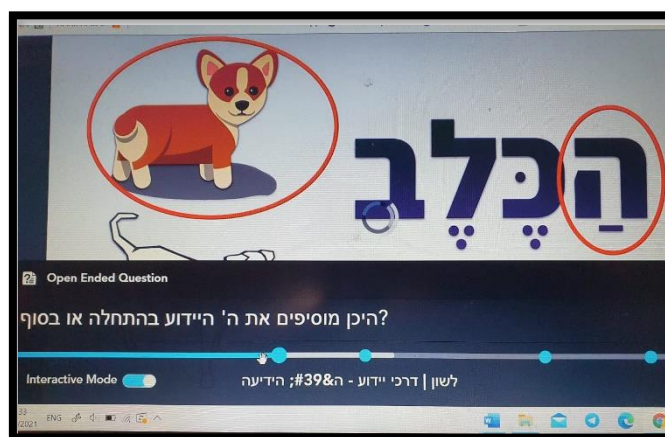 הַכֶּלֶב
Open Ended Question
היכן מוסיפים את ה' היידוע בהתחלה או בסוף?
Interactive Mode
לשון | דרכי יידוע - ה&#39; הידיעה
ENG